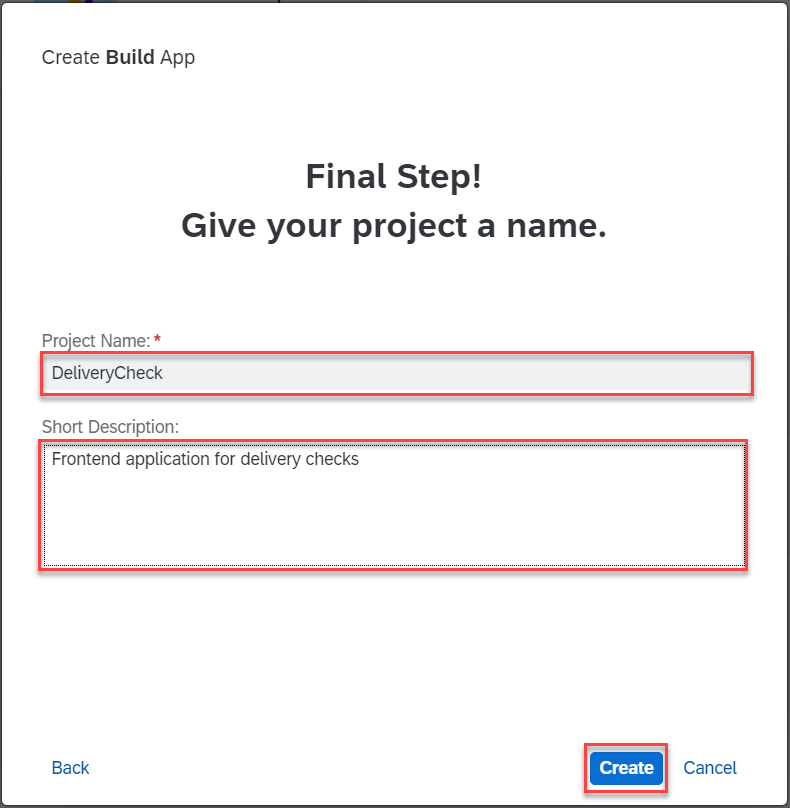 Create Build App
Final Step!
Give your project a name.
Project Name:*
DeliveryCheck
Short Description:
Frontend application for delivery checks
Back
Create
Cancel